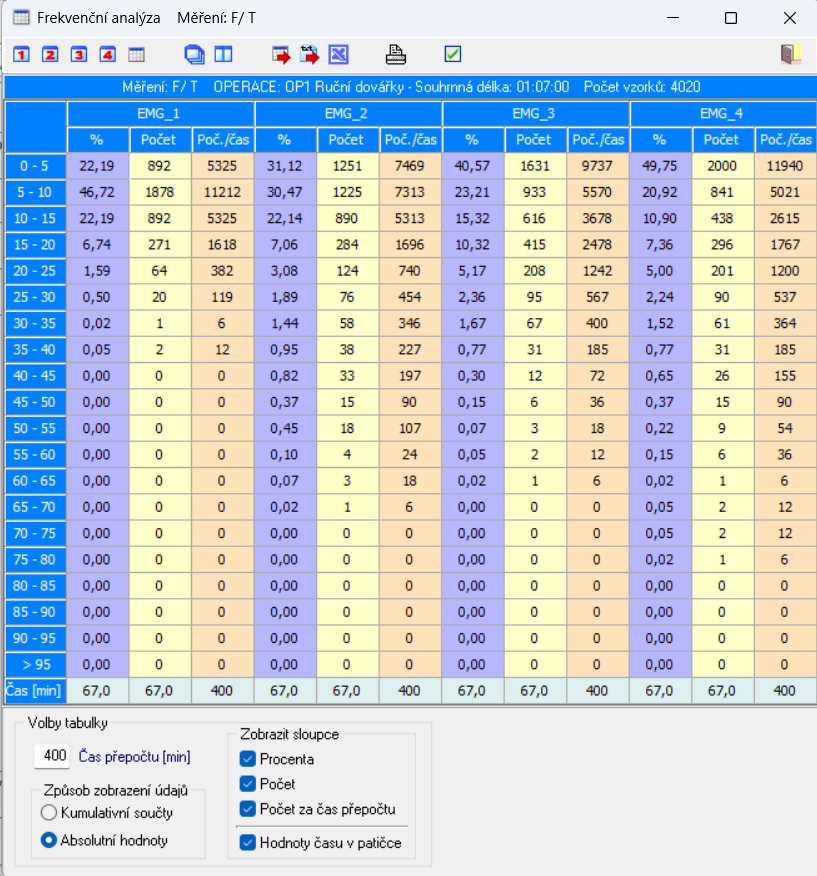 Frekvenční analýza Měření: F/ T
1 2 3 4
Měření: F/ T OPERACE: OP1 Ruční dovářky - Souhrnná délka: 01:07:00 Počet vzorků: 4020
EMG_1 EMG_2 EMG_3 EMG_4
% Počet Poč./čas % Počet Poč./čas % Počet Poč./čas % Počet Poč./čas
0 - 5 22,19 892 5325 31,12 1251 7469 40,57 1631 9737 49,75 2000 11940
5 - 10 46,72 1878 11212 30,47 1225 7313 23,21 933 5570 20,92 841 5021
10 - 15 22,19 892 5325 22,14 890 5313 15,32 616 3678 10,90 438 2615
15 - 20 6,74 271 1618 7,06 284 1696 10,32 415 2478 7,36 296 1767
20 - 25 1,59 64 382 3,08 124 740 5,17 208 1242 5,00 201 1200
25 - 30 0,50 20 119 1,89 76 454 2,36 95 567 2,24 90 537
30 - 35 0,02 1 6 1,44 58 346 1,67 67 400 1,52 61 364
35 - 40 0,05 2 12 0,95 38 227 0,77 31 185 0,77 31 185
40 - 45 0,00 0 0 0,82 33 197 0,30 12 72 0,65 26 155
45 - 50 0,00 0 0 0,37 15 90 0,15 6 36 0,37 15 90
50 - 55 0,00 0 0 0,45 18 107 0,07 3 18 0,22 9 54
55 - 60 0,00 0 0 0,10 4 24 0,05 2 12 0,15 6 36
60 - 65 0,00 0 0 0,07 3 18 0,02 1 6 0,02 1 6
65 - 70 0,00 0 0 0,02 1 6 0,00 0 0 0,05 2 12
70 - 75 0,00 0 0 0,00 0 0 0,00 0 0 0,05 2 12
75 - 80 0,00 0 0 0,00 0 0 0,00 0 0 0,02 1 6
80 - 85 0,00 0 0 0,00 0 0 0,00 0 0 0,00 0 0
85 - 90 0,00 0 0 0,00 0 0 0,00 0 0 0,00 0 0
90 - 95 0,00 0 0 0,00 0 0 0,00 0 0 0,00 0 0
> 95 0,00 0 0 0,00 0 0 0,00 0 0 0,00 0 0
Čas [min] 67,0 67,0 400 67,0 67,0 400 67,0 67,0 400 67,0 67,0 400
Volby tabulky
400 Čas přepočtu [min]
Způsob zobrazení údajů
Kumulativní součty
Absolutní hodnoty
Zobrazit sloupce
Procenta
Počet
Počet za čas přepočtu
Hodnoty času v patičce